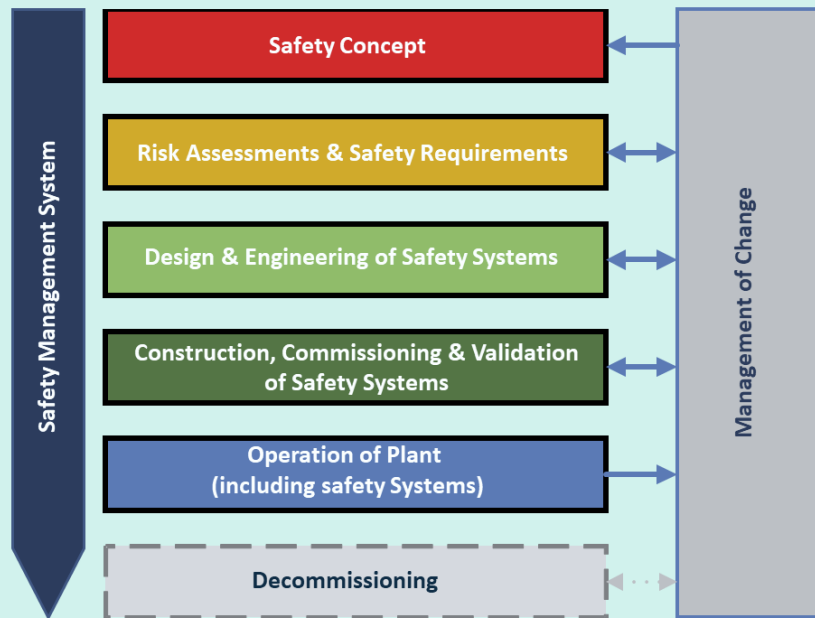 Safety Management System
Safety Concept
Risk Assessments & Safety Requirements
Design & Engineering of Safety Systems
Construction, Commissioning & Validation
of Safety Systems
Operation of Plant
(including safety Systems)
Decommissioning
Management of Change